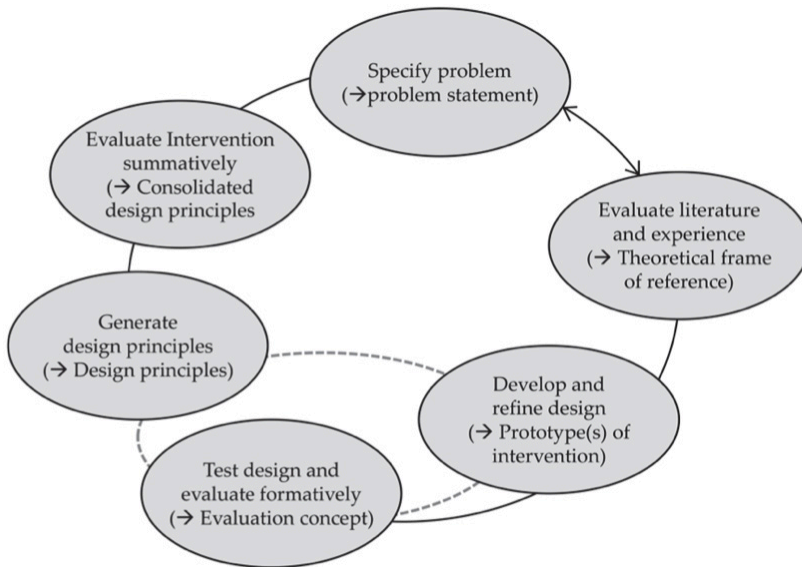 Specify problem
(→problem statement)
Evaluate literature
and experience
(→ Theoretical frame
of reference)
Develop and
refine design
(→ Prototype(s) of
intervention)
Test design and
evaluate formatively
(→ Evaluation concept)
Generate
design principles
(→ Design principles)
Evaluate Intervention
summatively
(→ Consolidated
design principles